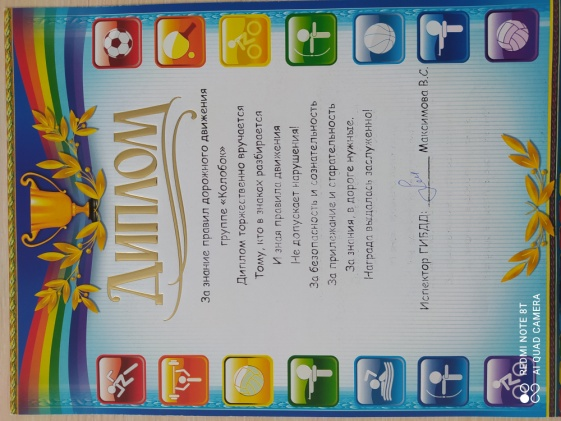 ДИПЛОМ
За знание правил дорожного движения
группе «Колобок»
Диплом торжественно вручается
Тому, кто в знаках разбирается
И зная правила движения
Не допускает нарушения!
За безопасность и сознательность
За прилежание и старательность
За знания, в дороге нужные.
Награда выдалась заслуженно!
Испектор ГИБДД: Максимова В.С.
REDMI NOTE 8T
AI QUAD CAMERA